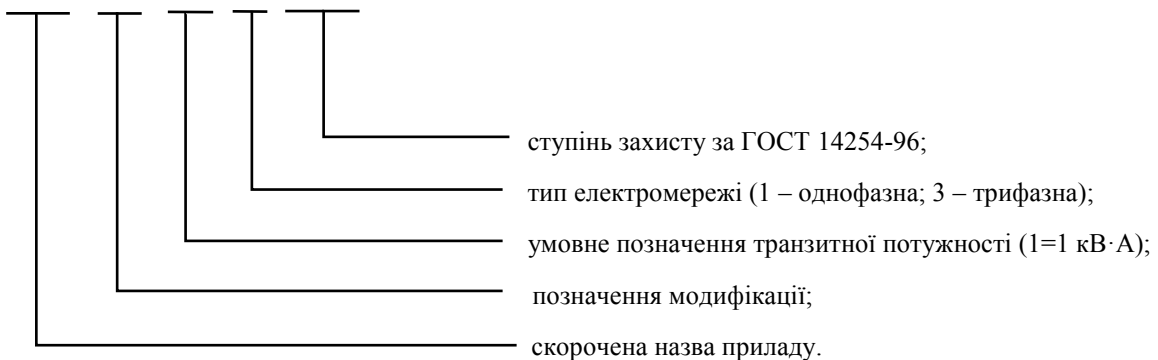 ступінь захисту за ГОСТ 14254-96;
тип електромережі (1 – однофазна; 3 – трифазна);
умовне позначення транзитної потужності (1=1 кВ·А);
позначення модифікації;
скорочена назва приладу.